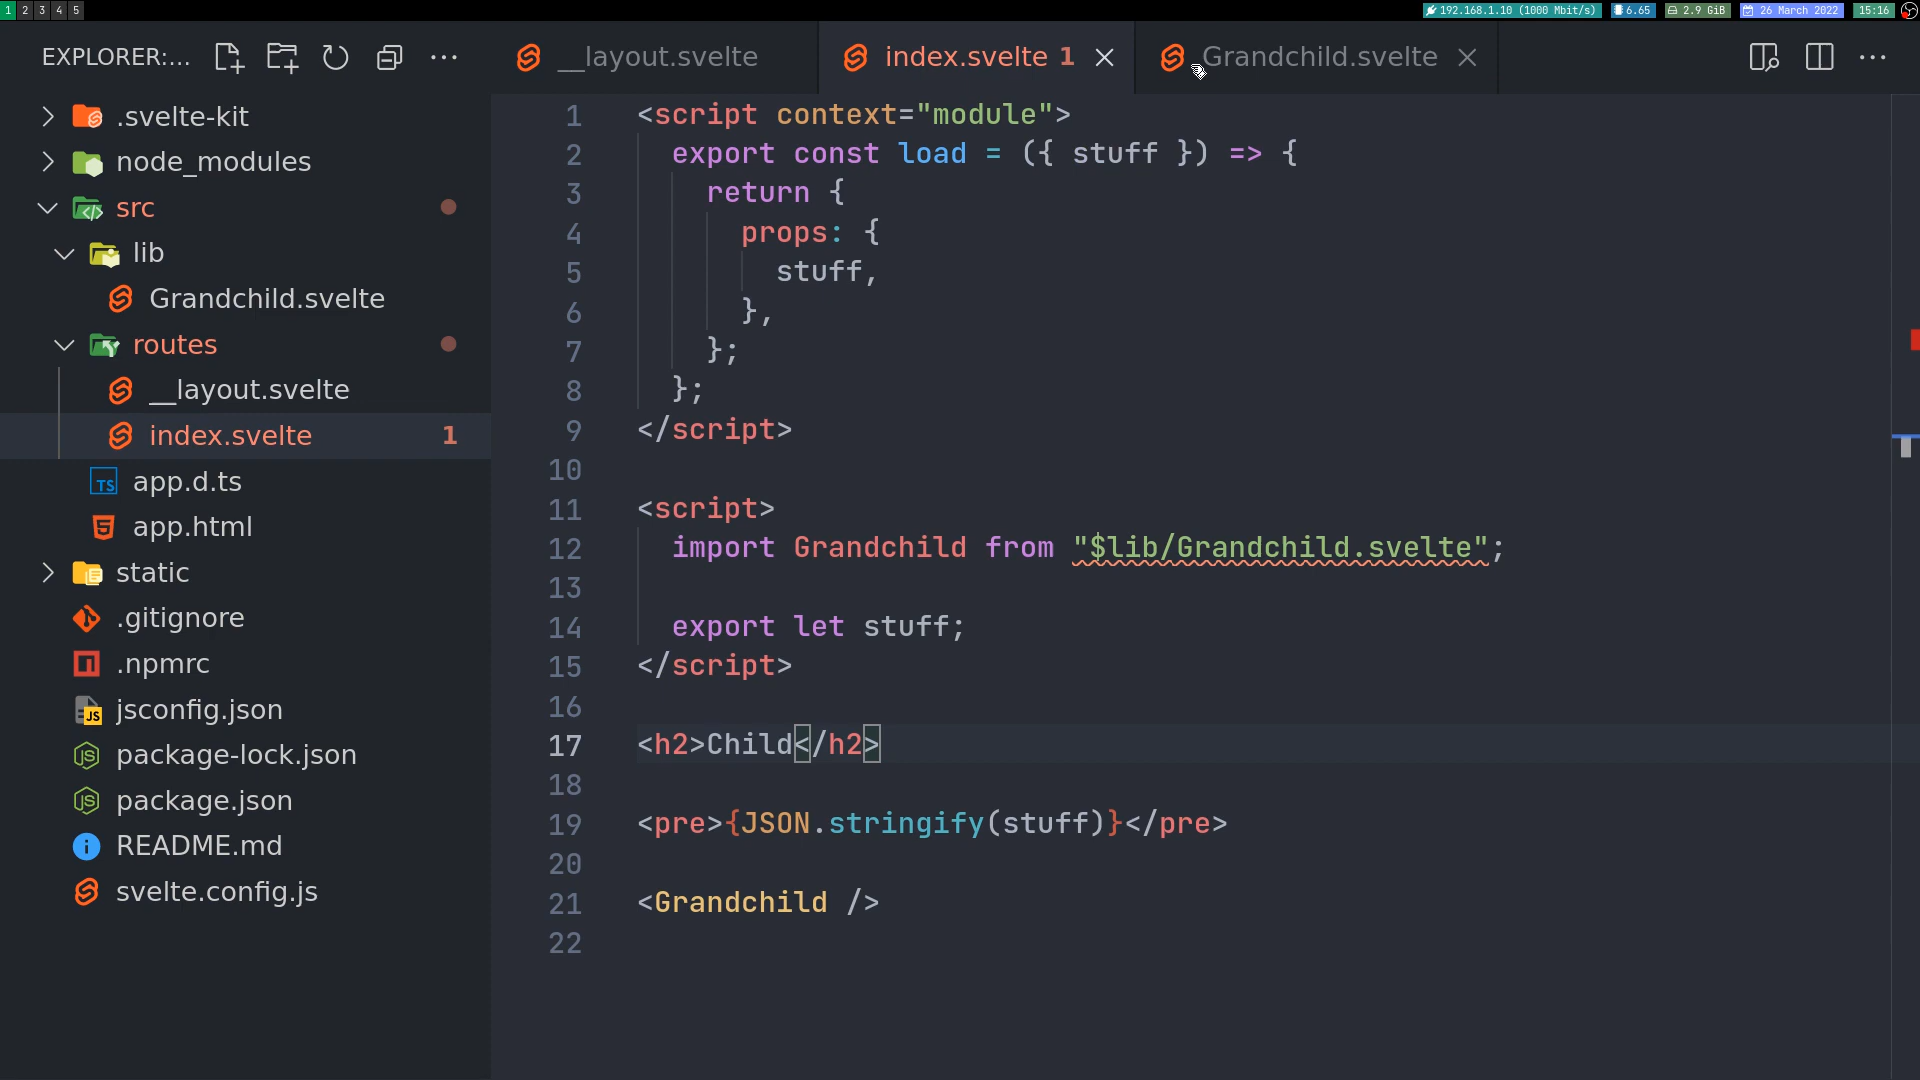 1 2 3 4 5
192.168.1.10 (1000 Mbit/s) 6.65 2.9 GiB 26 March 2022 15:16
EXPLORER:...
__layout.svelte
index.svelte 1
Grandchild.svelte
.svelte-kit
node_modules
src
lib
Grandchild.svelte
routes
__layout.svelte
index.svelte 1
TS app.d.ts
app.html
static
.gitignore
.npmrc
JS jsconfig.json
package-lock.json
package.json
README.md
svelte.config.js
1 <script context="module">
2 export const load = ({ stuff }) => {
3 return {
4 props: {
5 stuff,
6 },
7 };
8 };
9 </script>
10
11 <script>
12 import Grandchild from "$lib/Grandchild.svelte";
13
14 export let stuff;
15 </script>
16
17 <h2>Child</h2>
18
19 <pre>{JSON.stringify(stuff)}</pre>
20
21 <Grandchild />
22